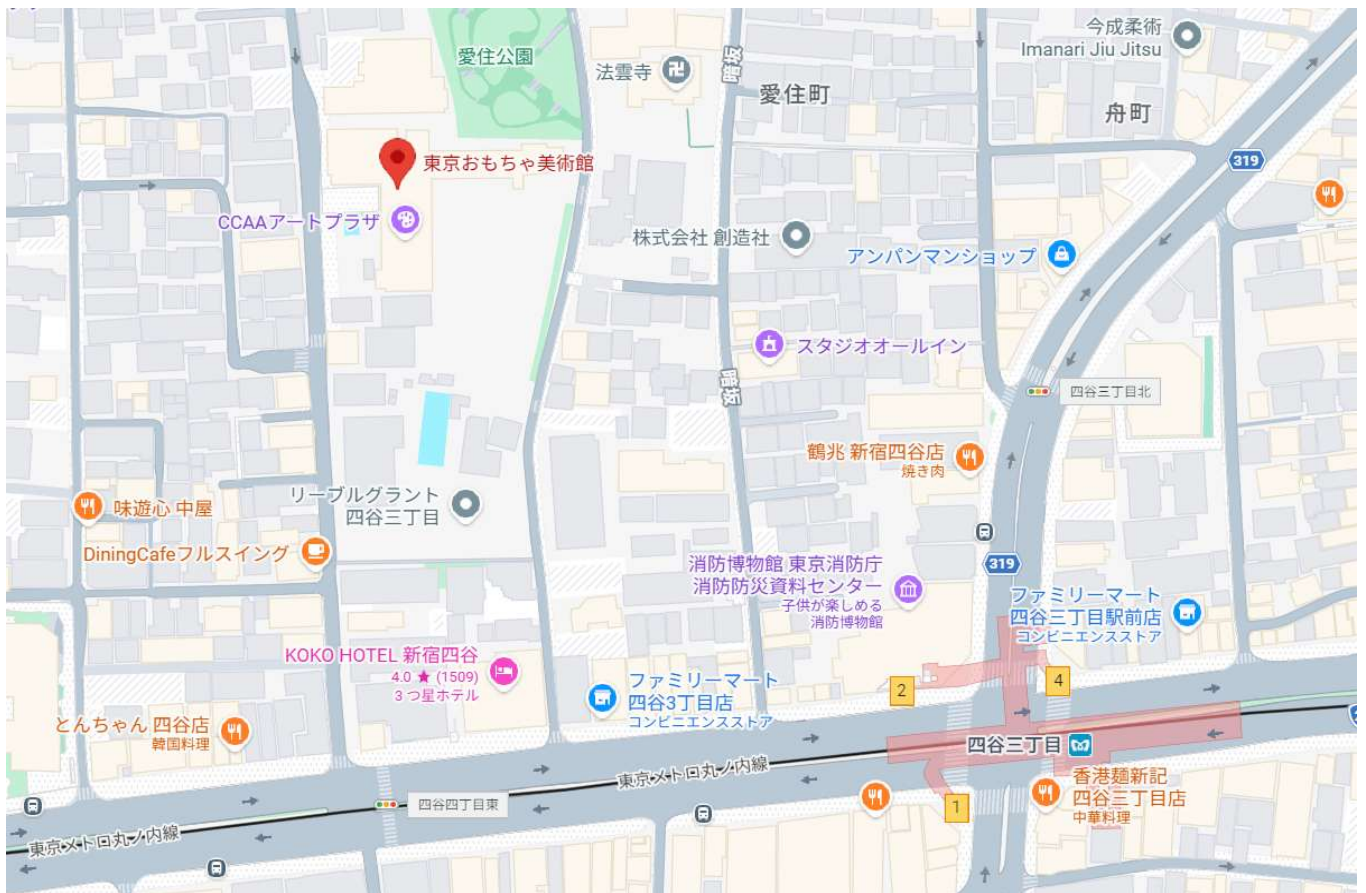 今成柔術
Imanari Jiu Jitsu
愛住公園
法雲寺
暗坂
愛住町
舟町
東京おもちゃ美術館
319
CCAAアートプラザ
株式会社 創造社
アンパンマンショップ
スタジオオールイン
暗坂
四谷三丁目北
鶴兆 新宿四谷店
焼き肉
リーブルグラント
四谷三丁目
味遊心 中屋
DiningCafeフルスイング
消防博物館 東京消防庁
消防防災資料センター
子供が楽しめる
消防博物館
319
ファミリーマート
四谷三丁目駅前店
コンビニエンスストア
KOKO HOTEL 新宿四谷
4.0 ★ (1509)
3 つ星ホテル
ファミリーマート
四谷3丁目店
コンビニエンスストア
2
4
とんちゃん 四谷店
韓国料理
四谷三丁目
東京メトロ丸ノ内線
香港麺新記
四谷三丁目店
中華料理
四谷四丁目東
1
東京メトロ丸ノ内線